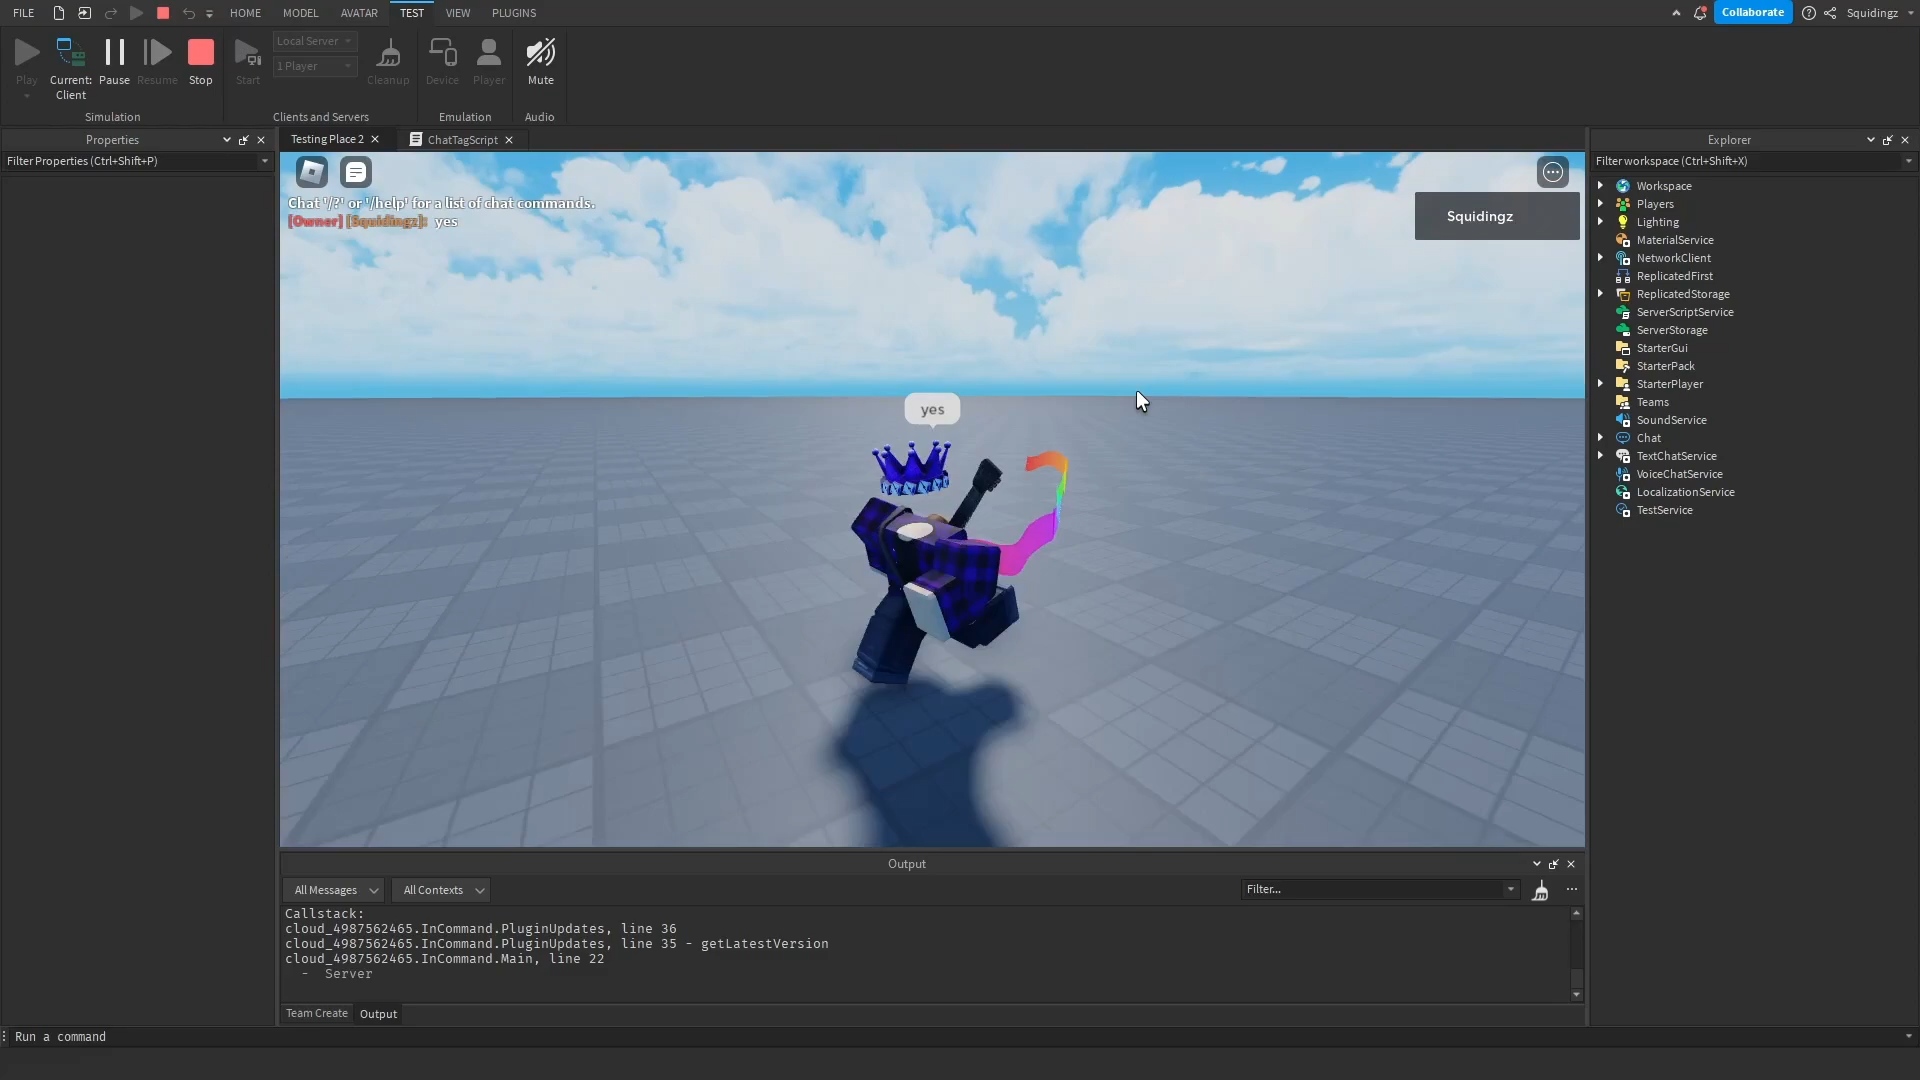 FILE HOME MODEL AVATAR TEST VIEW PLUGINS Collaborate Squidingz
Play Current: Client Pause Resume Stop Start Local Server 1 Player Cleanup Device Player Mute
Simulation Clients and Servers Emulation Audio
Properties
Filter Properties (Ctrl+Shift+P)
Testing Place 2 ChatTagScript
Chat '/?' or '/help' for a list of chat commands.
[Owner] [Squidingz]: yes
Squidingz
yes
Explorer
Filter workspace (Ctrl+Shift+X)
Workspace
Players
Lighting
MaterialService
NetworkClient
ReplicatedFirst
ReplicatedStorage
ServerScriptService
ServerStorage
StarterGui
StarterPack
StarterPlayer
Teams
SoundService
Chat
TextChatService
VoiceChatService
LocalizationService
TestService
Output
All Messages All Contexts Filter...
Callstack:
cloud_4987562465.InCommand.PluginUpdates, line 36
cloud_4987562465.InCommand.PluginUpdates, line 35 - getLatestVersion
cloud_4987562465.InCommand.Main, line 22
- Server
Team Create Output
Run a command